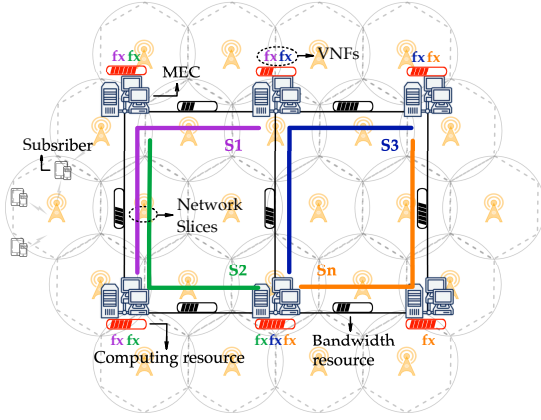 fx fx
fx fx
VNFs
fx fx
MEC
Subsriber
S1
S3
Network
Slices
S2
Sn
fx fx
fx fx fx
fx
Computing resource
Bandwidth
resource